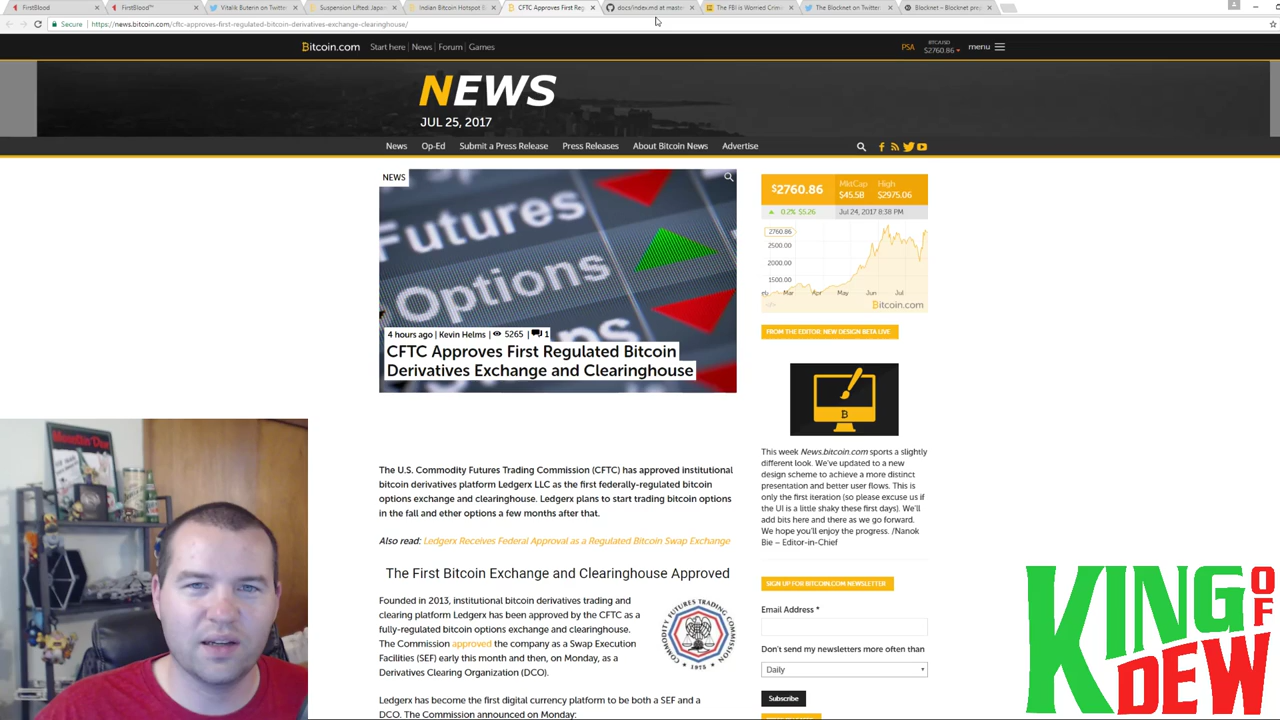 FirstBlood
FirstBlood™
Vitalik Buterin on Twitter
Suspension Lifted: Japa
Indian Bitcoin Hotspot B
CFTC Approves First Reg
docs/index.md at master
The FBI is Worried Crimi
The Blocknet on Twitter
Blocknet – Blocknet pre
Secure
https://news.bitcoin.com/cftc-approves-first-regulated-bitcoin-derivatives-exchange-clearinghouse/
Bitcoin.com
Start here | News | Forum | Games
PSA
BTC/USD
$2760.86
menu
NEWS
JUL 25, 2017
News
Op-Ed
Submit a Press Release
Press Releases
About Bitcoin News
Advertise
NEWS
Futures
Options
4 hours ago | Kevin Helms | 5265 1
CFTC Approves First Regulated Bitcoin
Derivatives Exchange and Clearinghouse
The U.S. Commodity Futures Trading Commission (CFTC) has approved institutional
bitcoin derivatives platform Ledgerx LLC as the first federally-regulated bitcoin
options exchange and clearinghouse. Ledgerx plans to start trading bitcoin options
in the fall and ether options a few months after that.
Also read: Ledgerx Receives Federal Approval as a Regulated Bitcoin Swap Exchange
The First Bitcoin Exchange and Clearinghouse Approved
Founded in 2013, institutional bitcoin derivatives trading and
clearing platform Ledgerx has been approved by the CFTC as a
fully-regulated bitcoin options exchange and clearinghouse.
The Commission approved the company as a Swap Execution
Facilities (SEF) early this month and then, on Monday, as a
Derivatives Clearing Organization (DCO).
COMMODITY FUTURES TRADING COMMISSION
1975
Ledgerx has become the first digital currency platform to be both a SEF and a
DCO. The Commission announced on Monday:
$2760.86
MktCap
$45.5B
High
$2975.06
0.2% $5.26
Jul 24, 2017 8:38 PM
2760.86
2500.00
2000.00
1500.00
Mar Apr May Jun Jul
Bitcoin.com
FROM THE EDITOR: NEW DESIGN BETA LIVE
B
This week News.bitcoin.com sports a slightly
different look. We've updated to a new
design scheme to achieve a more distinct
presentation and better user flows. This is
only the first iteration (so please excuse us if
the UI is a little shaky these first days). We'll
add bits here and there as we go forward.
We hope you'll enjoy the progress. /Nanok
Bie – Editor-in-Chief
SIGN UP FOR BITCOIN.COM NEWSLETTER
Email Address *
Don't send my newsletters more often than
Daily
Subscribe
KING
OF
DEW